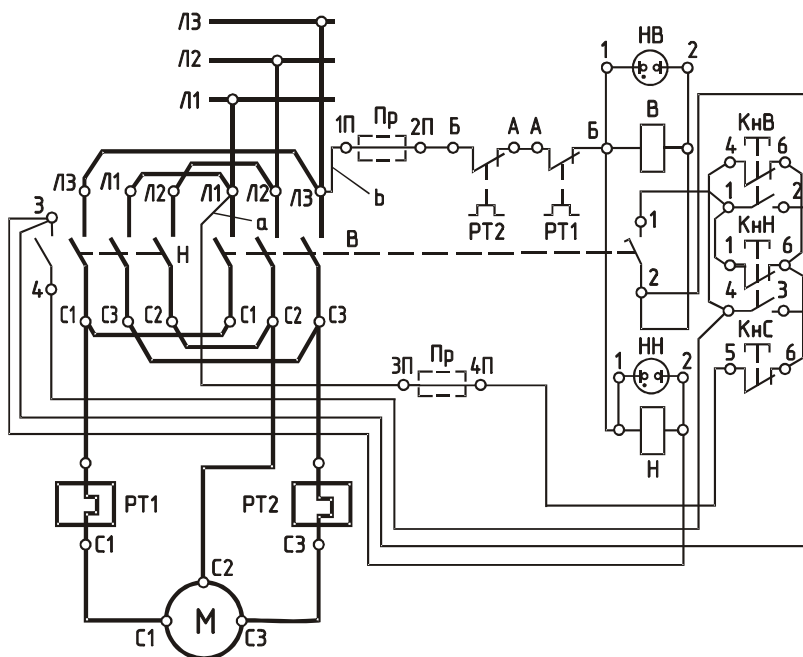 Л3
Л2
Л1
НВ
1 2
В
1П Пр 2П Б А А Б
КнВ
4 6
1 2
Л3 Л1 Л2 Л1 Л2 Л3
a
b
РТ2 РТ1
3
4
Н
В
1
2
КнН
1 6
4 3
КнС
5 6
С1 С3 С2 С1 С2 С3
3П Пр 4П
НН
1 2
Н
РТ1
РТ2
С1
С3
С2
М
С1 С3